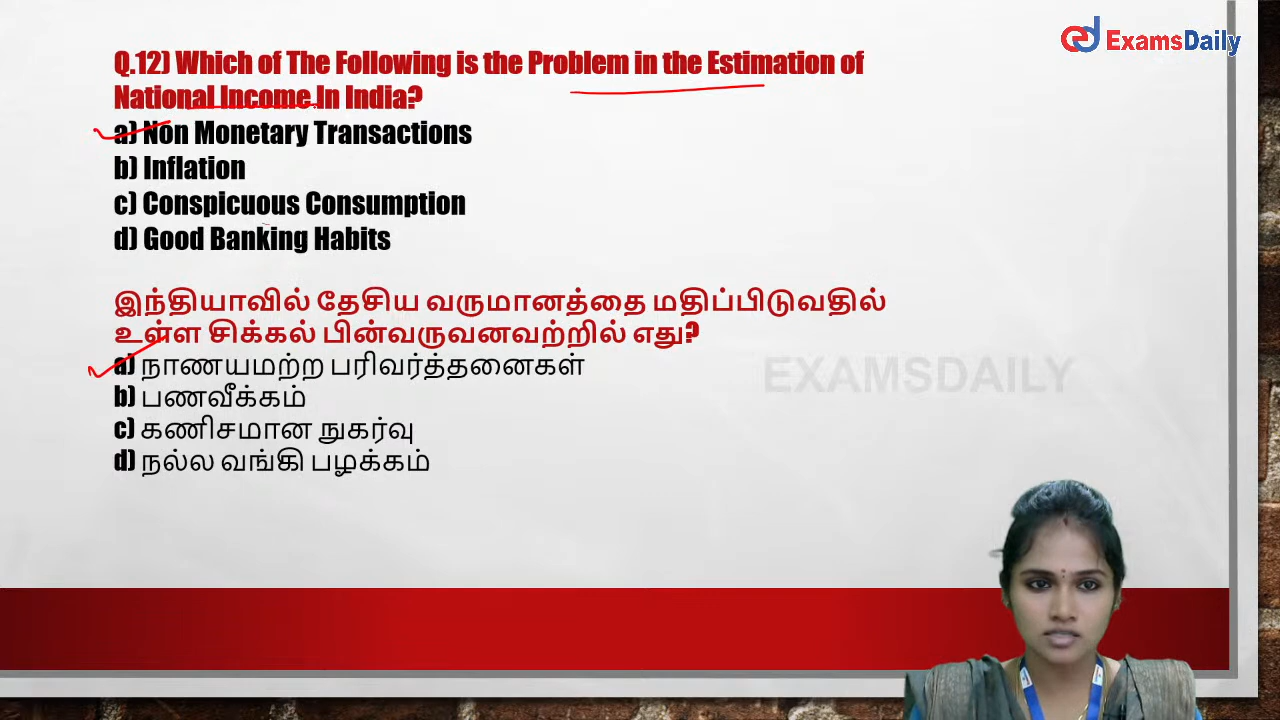 ExamsDaily
Q.12) Which of The Following is the Problem in the Estimation of
National Income In India?
a) Non Monetary Transactions
b) Inflation
c) Conspicuous Consumption
d) Good Banking Habits
இந்தியாவில் தேசிய வருமானத்தை மதிப்பிடுவதில்
உள்ள சிக்கல் பின்வருவனவற்றில் எது?
a) நாணயமற்ற பரிவர்த்தனைகள்
EXAMSDAILY
b) பணவீக்கம்
c) கணிசமான நுகர்வு
d) நல்ல வங்கி பழக்கம்